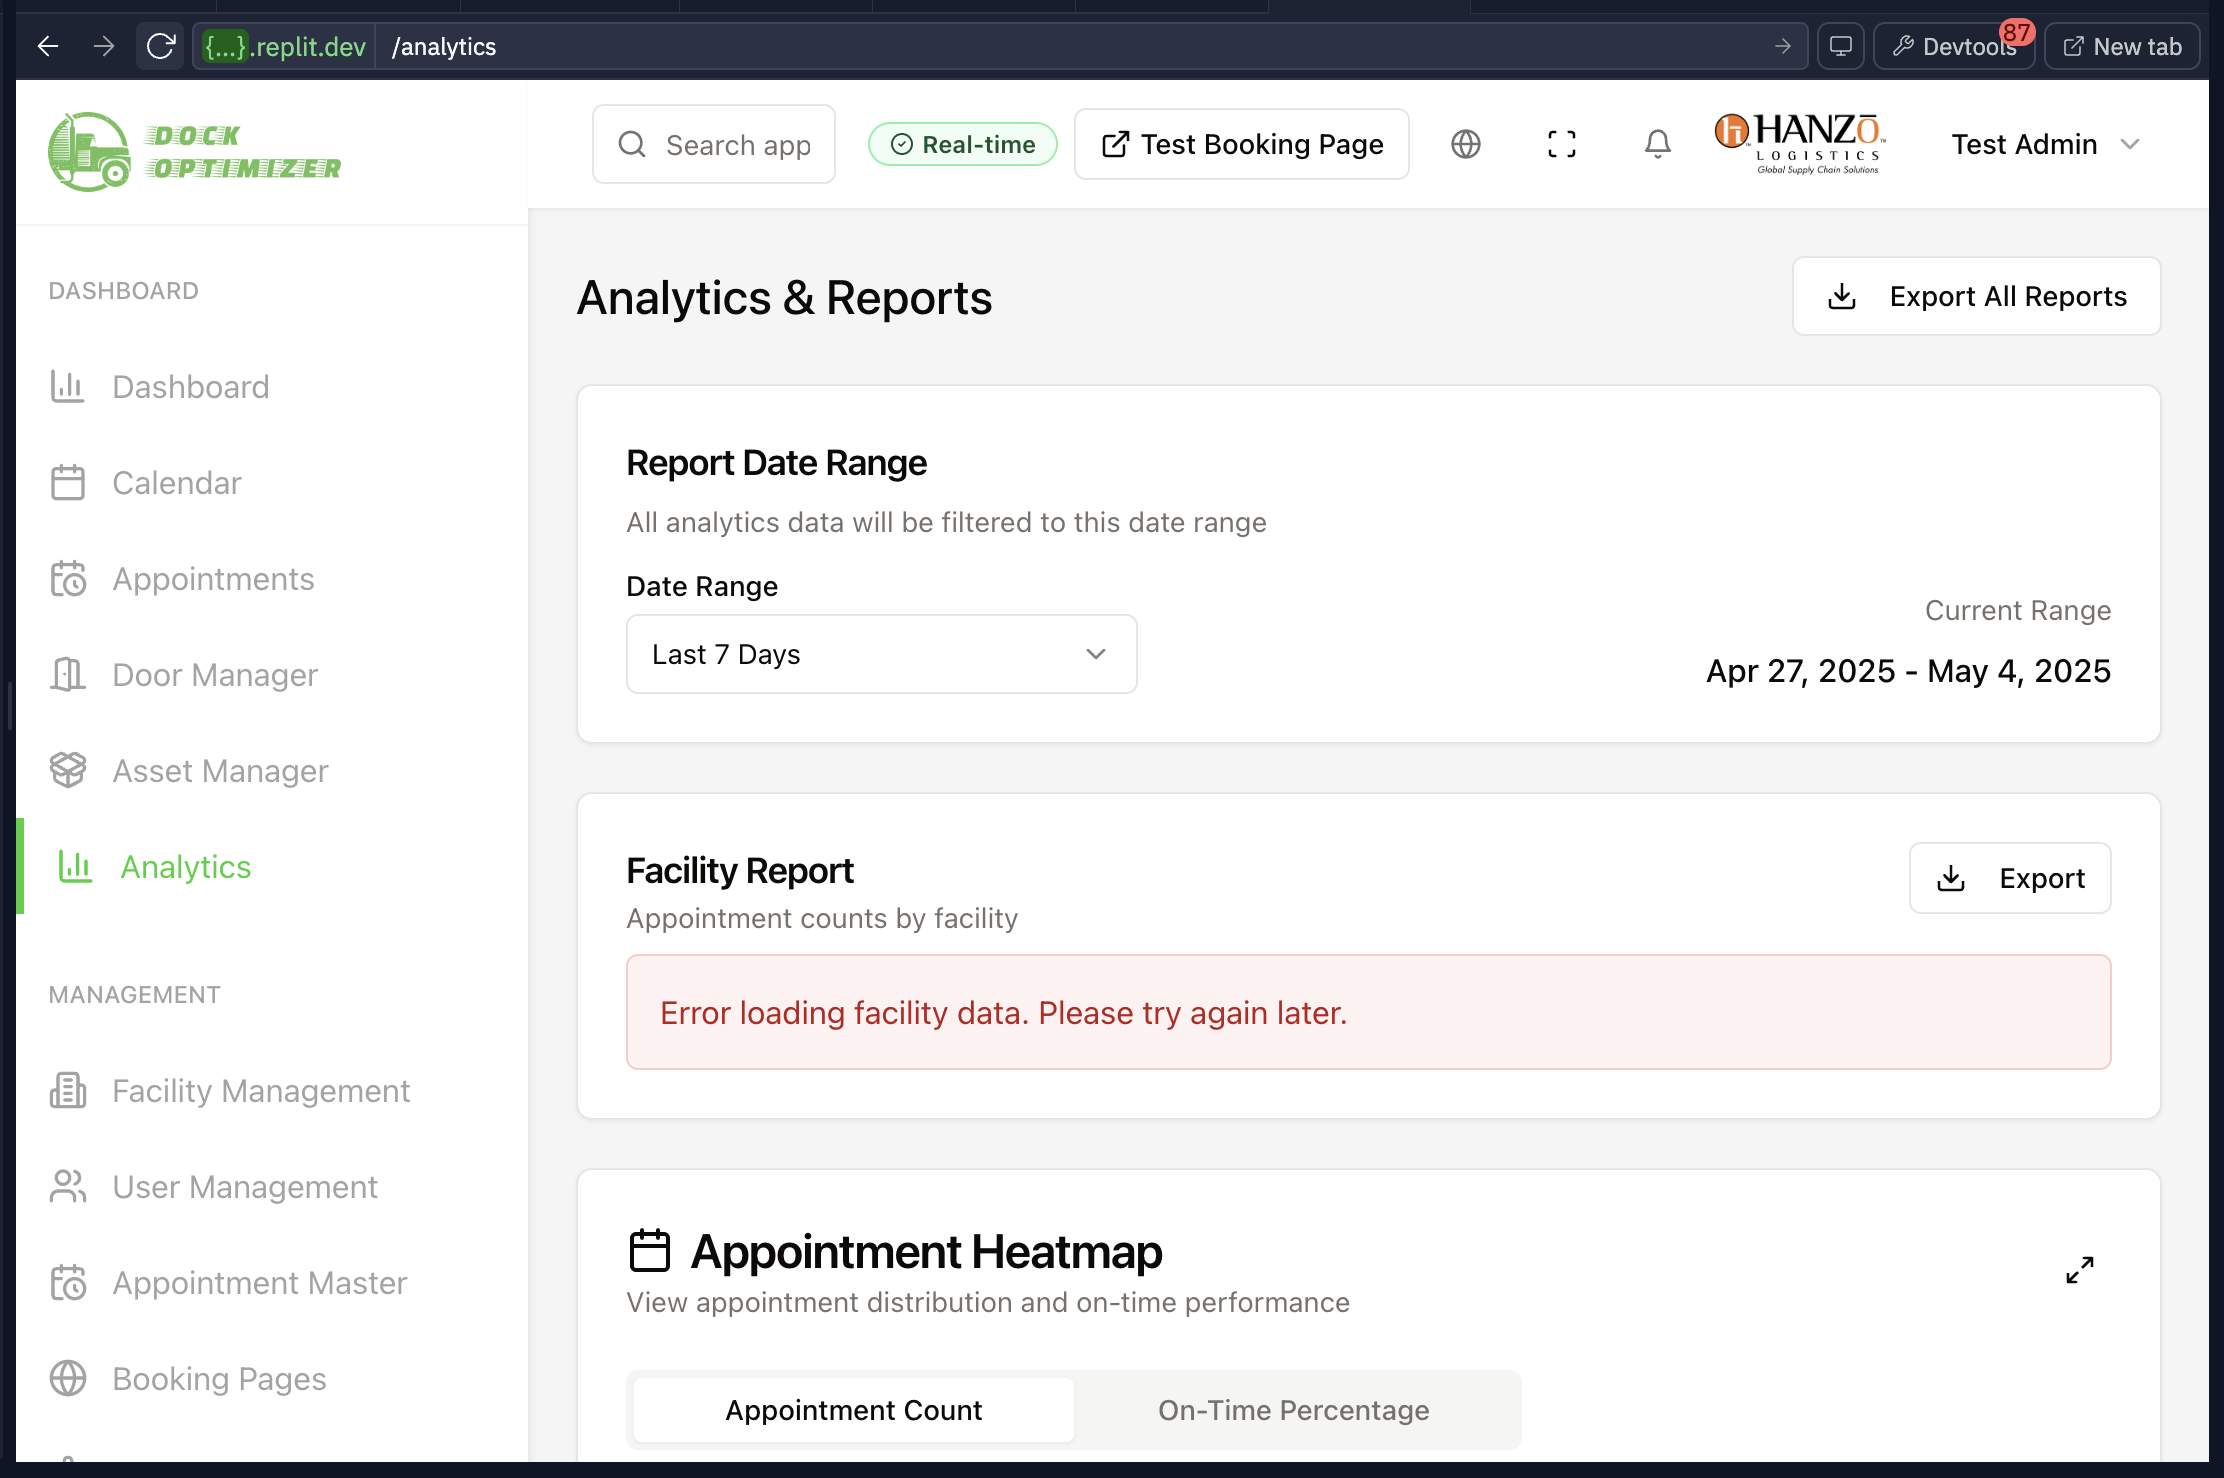 {...}.replit.dev /analytics
Devtools
87
New tab
DOCK
OPTIMIZER
Search app
Real-time
Test Booking Page
HANZŌ
LOGISTICS
Global Supply Chain Solutions
Test Admin
DASHBOARD
Dashboard
Calendar
Appointments
Door Manager
Asset Manager
Analytics
MANAGEMENT
Facility Management
User Management
Appointment Master
Booking Pages
Analytics & Reports
Export All Reports
Report Date Range
All analytics data will be filtered to this date range
Date Range
Last 7 Days
Current Range
Apr 27, 2025 - May 4, 2025
Facility Report
Appointment counts by facility
Export
Error loading facility data. Please try again later.
Appointment Heatmap
View appointment distribution and on-time performance
Appointment Count
On-Time Percentage